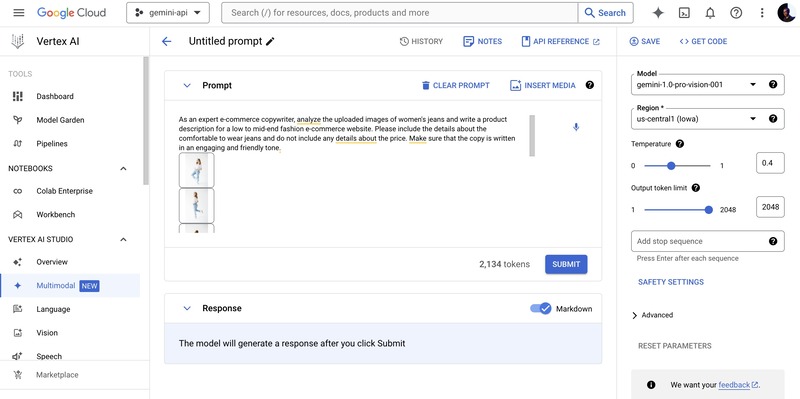 Google Cloud
gemini-api
Search (/) for resources, docs, products and more
Search
Vertex AI
Untitled prompt
HISTORY
NOTES
API REFERENCE
SAVE
GET CODE
TOOLS
Dashboard
Model Garden
Pipelines
NOTEBOOKS
Colab Enterprise
Workbench
VERTEX AI STUDIO
Overview
Multimodal NEW
Language
Vision
Speech
Marketplace
Prompt
CLEAR PROMPT
INSERT MEDIA
As an expert e-commerce copywriter, analyze the uploaded images of women's jeans and write a product
description for a low to mid-end fashion e-commerce website. Please include the details about the
comfortable to wear jeans and do not include any details about the price. Make sure that the copy is written
in an engaging and friendly tone.
2,134 tokens
SUBMIT
Response
Markdown
The model will generate a response after you click Submit
Model
gemini-1.0-pro-vision-001
Region *
us-central1 (Iowa)
Temperature
0
1
0.4
Output token limit
1
2048
2048
Add stop sequence
Press Enter after each sequence
SAFETY SETTINGS
Advanced
RESET PARAMETERS
We want your feedback.